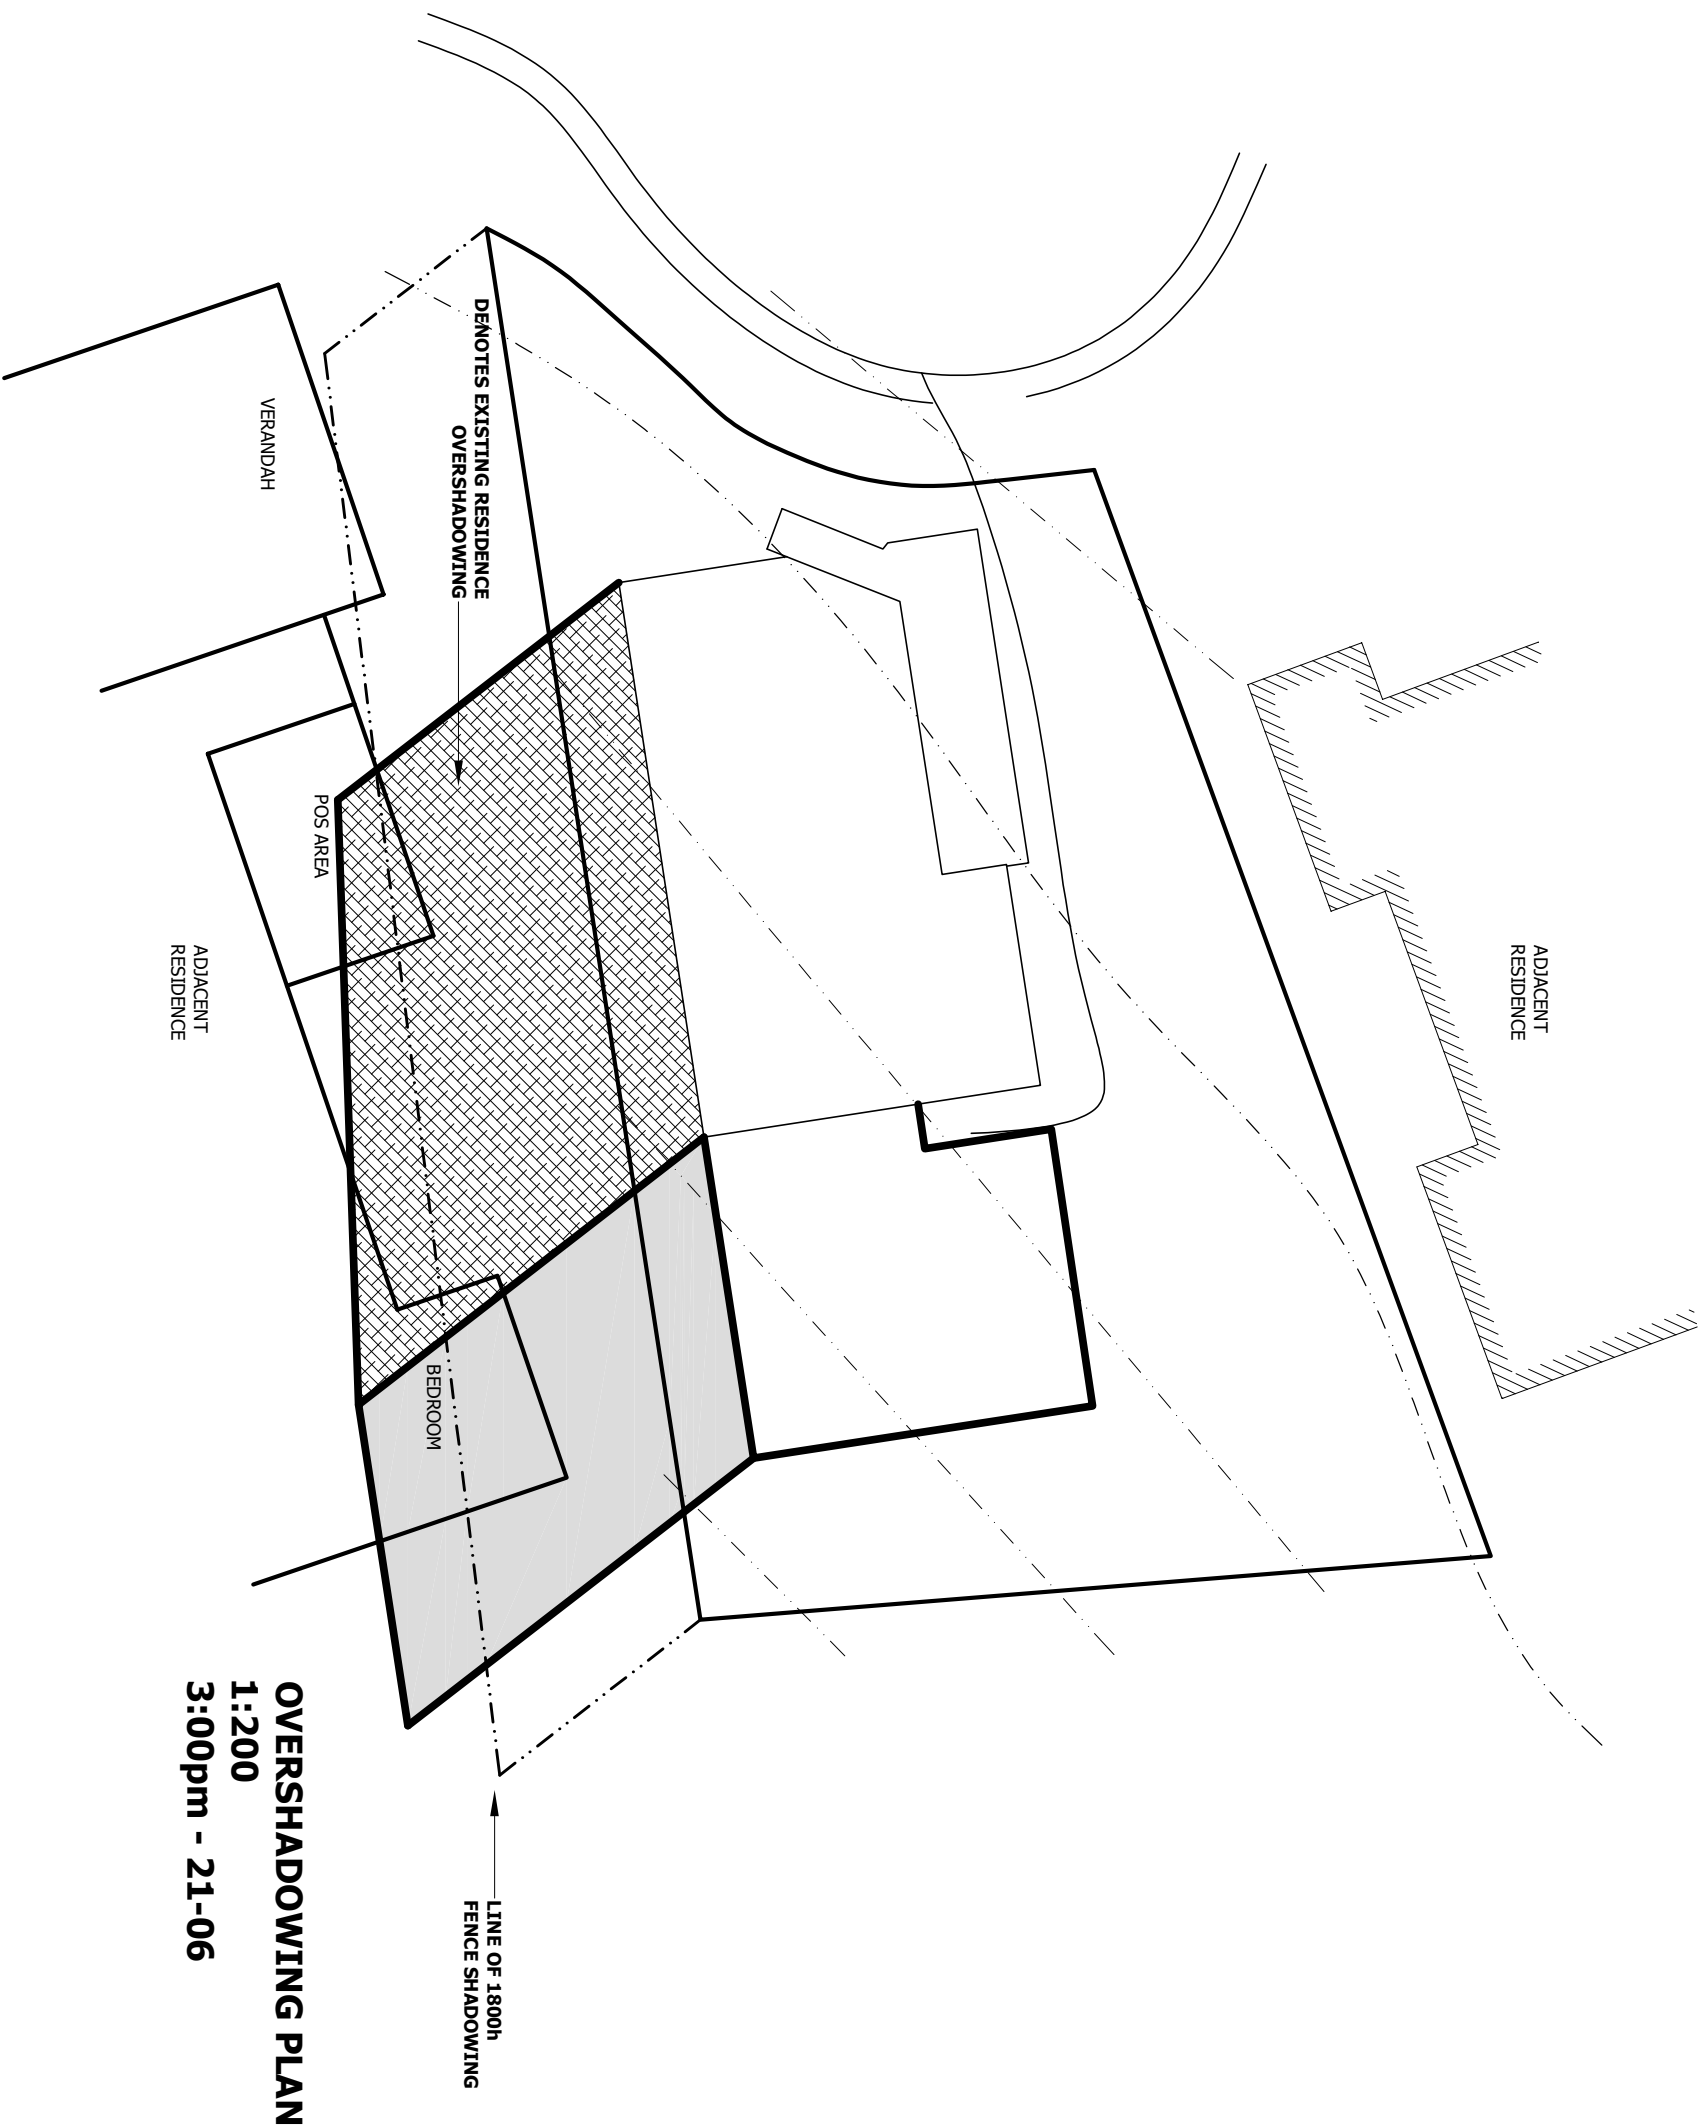 ADJACENT
RESIDENCE
DENOTES EXISTING RESIDENCE
OVERSHADOWING
LINE OF 1800h
FENCE SHADOWING
BEDROOM
POS AREA
VERANDAH
ADJACENT
RESIDENCE
OVERSHADOWING PLAN
1:200
3:00pm - 21-06